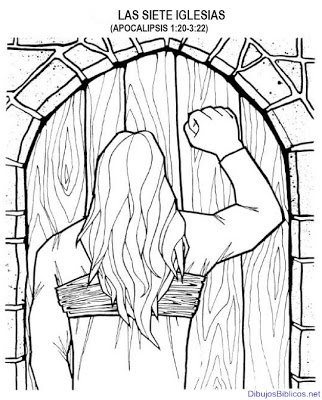 LAS SIETE IGLESIAS
(APOCALIPSIS 1:20-3:22)
DibujosBiblicos.net